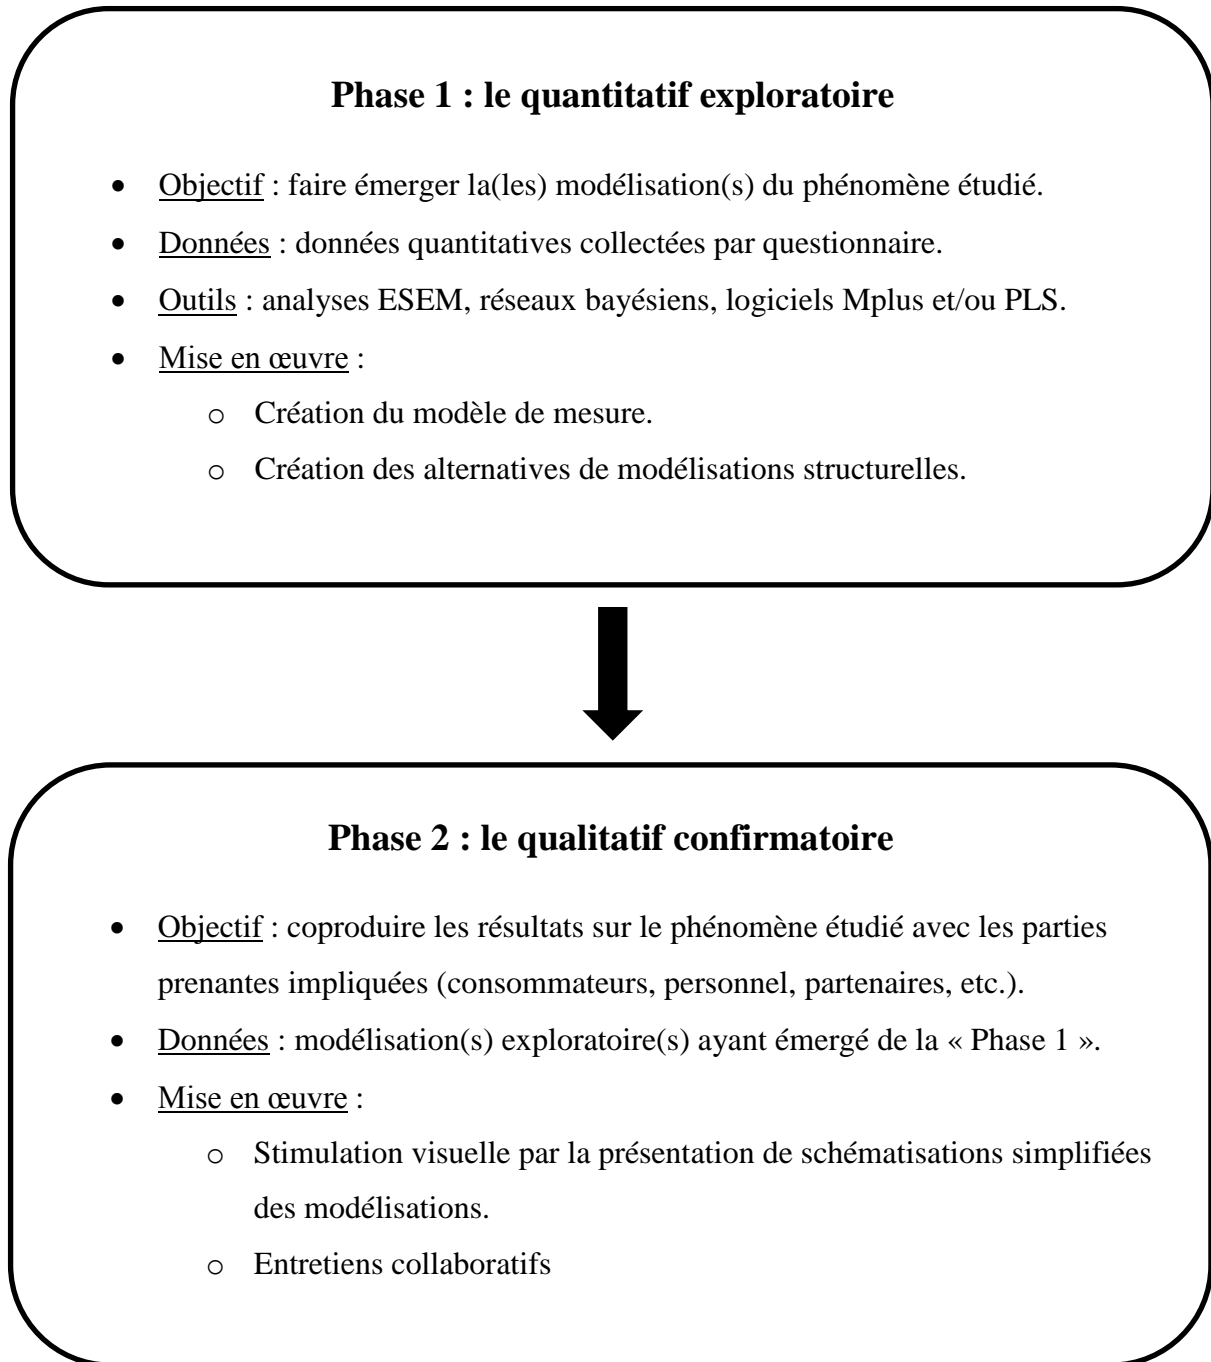 Phase 1 : le quantitatif exploratoire
• Objectif : faire émerger la(les) modélisation(s) du phénomène étudié.
• Données : données quantitatives collectées par questionnaire.
• Outils : analyses ESEM, réseaux bayésiens, logiciels Mplus et/ou PLS.
• Mise en œuvre :
o Création du modèle de mesure.
o Création des alternatives de modélisations structurelles.
Phase 2 : le qualitatif confirmatoire
• Objectif : coproduire les résultats sur le phénomène étudié avec les parties
prenantes impliquées (consommateurs, personnel, partenaires, etc.).
• Données : modélisation(s) exploratoire(s) ayant émergé de la « Phase 1 ».
• Mise en œuvre :
o Stimulation visuelle par la présentation de schématisations simplifiées
des modélisations.
o Entretiens collaboratifs